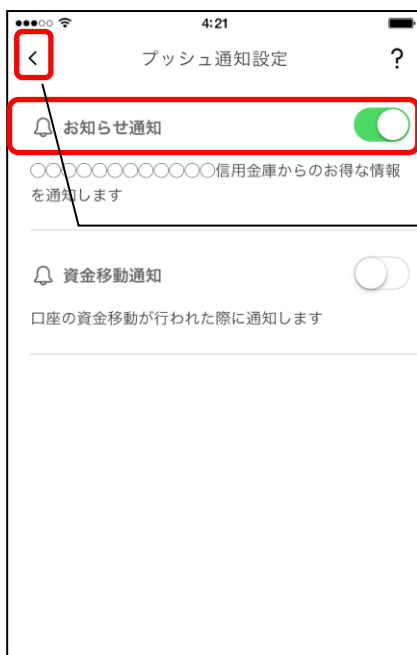 4:21
プッシュ通知設定
?
お知らせ通知
○○○○○○○○○○○○信用金庫からのお得な情報
を通知します
資金移動通知
口座の資金移動が行われた際に通知します